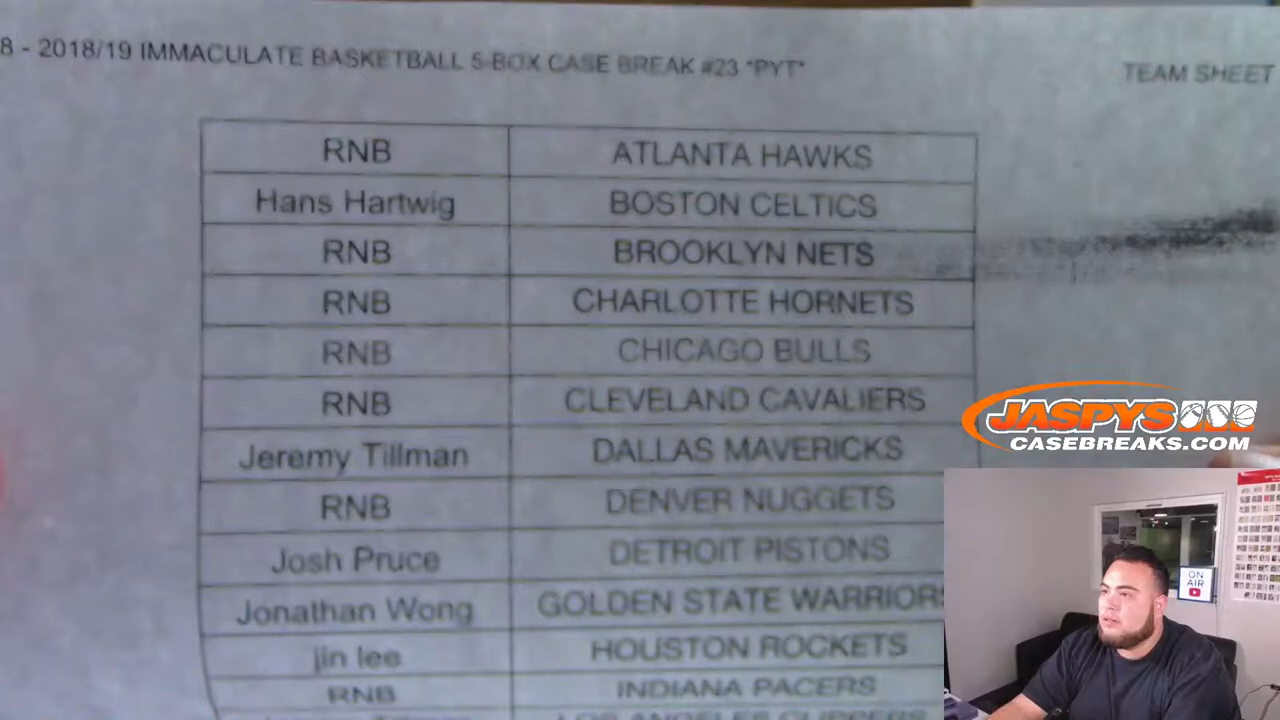 8 - 2018/19 IMMACULATE BASKETBALL 5-BOX CASE BREAK #23 *PYT*
TEAM SHEET
RNB ATLANTA HAWKS
Hans Hartwig BOSTON CELTICS
RNB BROOKLYN NETS
RNB CHARLOTTE HORNETS
RNB CHICAGO BULLS
RNB CLEVELAND CAVALIERS
Jeremy Tillman DALLAS MAVERICKS
RNB DENVER NUGGETS
Josh Pruce DETROIT PISTONS
Jonathan Wong GOLDEN STATE WARRIORS
jin lee HOUSTON ROCKETS
RNB INDIANA PACERS
LOS ANGELES CLIPPERS
JASPYS
CASEBREAKS.COM
ON
AIR